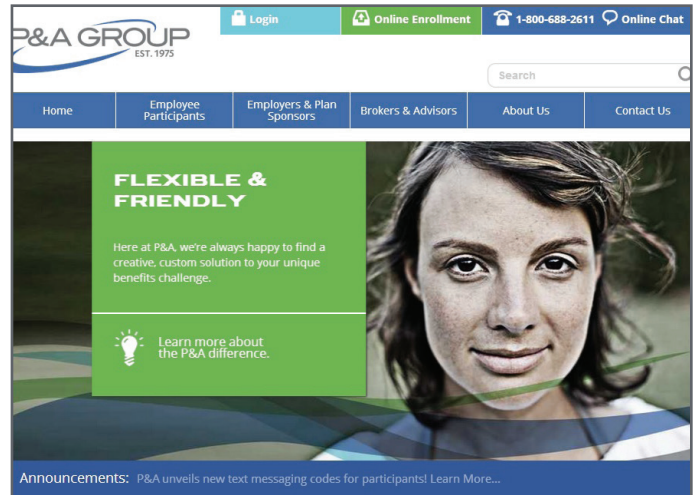 P&A GROUP
EST. 1975
Login
Online Enrollment
1-800-688-2611
Online Chat
Search
Home
Employee
Participants
Employers & Plan
Sponsors
Brokers & Advisors
About Us
Contact Us
FLEXIBLE &
FRIENDLY
Here at P&A, we're always happy to find a
creative, custom solution to your unique
benefits challenge.
Learn more about
the P&A difference.
Announcements: P&A unveils new text messaging codes for participants! Learn More...